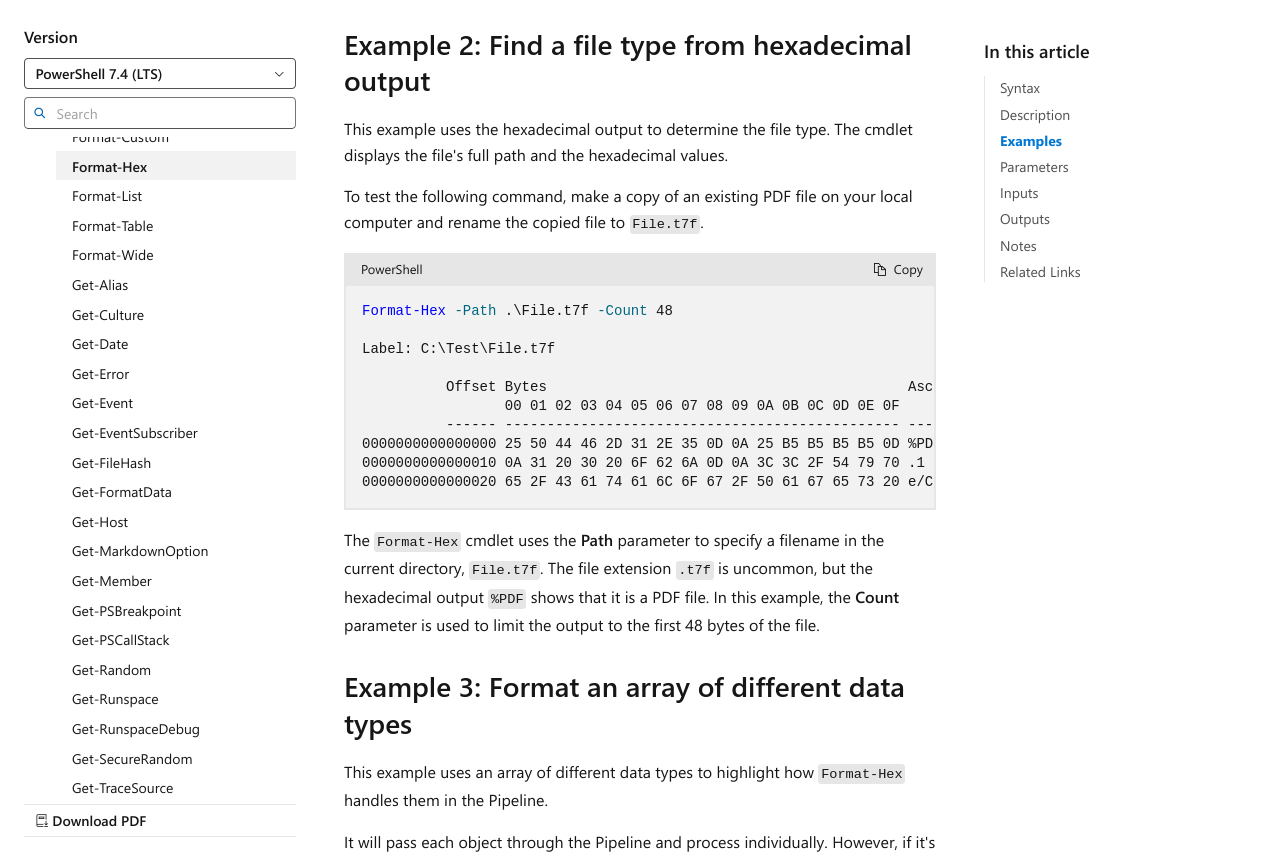 Version
PowerShell 7.4 (LTS)
Search
Format-Custom
Format-Hex
Format-List
Format-Table
Format-Wide
Get-Alias
Get-Culture
Get-Date
Get-Error
Get-Event
Get-EventSubscriber
Get-FileHash
Get-FormatData
Get-Host
Get-MarkdownOption
Get-Member
Get-PSBreakpoint
Get-PSCallStack
Get-Random
Get-Runspace
Get-RunspaceDebug
Get-SecureRandom
Get-TraceSource
Download PDF
Example 2: Find a file type from hexadecimal
output
This example uses the hexadecimal output to determine the file type. The cmdlet
displays the file's full path and the hexadecimal values.
To test the following command, make a copy of an existing PDF file on your local
computer and rename the copied file to File.t7f.
PowerShell
Copy
Format-Hex -Path .\File.t7f -Count 48
Label: C:\Test\File.t7f
Offset Bytes Asc
00 01 02 03 04 05 06 07 08 09 0A 0B 0C 0D 0E 0F
------ ----------------------------------------------- ---
0000000000000000 25 50 44 46 2D 31 2E 35 0D 0A 25 B5 B5 B5 B5 0D %PD
0000000000000010 0A 31 20 30 20 6F 62 6A 0D 0A 3C 3C 2F 54 79 70 .1
0000000000000020 65 2F 43 61 74 61 6C 6F 67 2F 50 61 67 65 73 20 e/C
The Format-Hex cmdlet uses the Path parameter to specify a filename in the
current directory, File.t7f. The file extension .t7f is uncommon, but the
hexadecimal output %PDF shows that it is a PDF file. In this example, the Count
parameter is used to limit the output to the first 48 bytes of the file.
Example 3: Format an array of different data
types
This example uses an array of different data types to highlight how Format-Hex
handles them in the Pipeline.
It will pass each object through the Pipeline and process individually. However, if it's
In this article
Syntax
Description
Examples
Parameters
Inputs
Outputs
Notes
Related Links